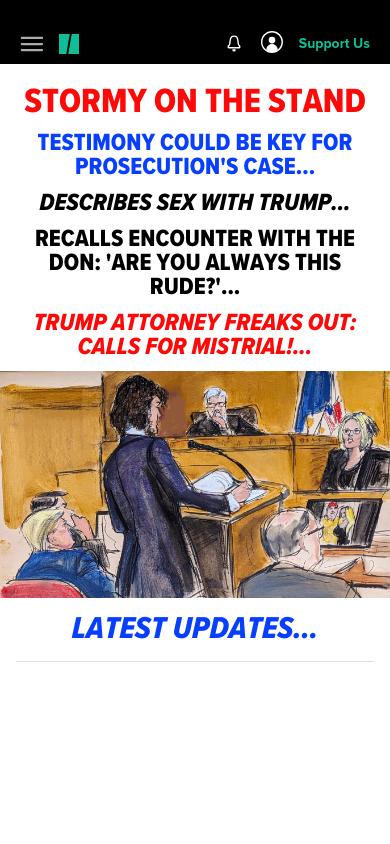 Support Us
STORMY ON THE STAND
TESTIMONY COULD BE KEY FOR
PROSECUTION'S CASE...
DESCRIBES SEX WITH TRUMP...
RECALLS ENCOUNTER WITH THE
DON: 'ARE YOU ALWAYS THIS
RUDE?'...
TRUMP ATTORNEY FREAKS OUT:
CALLS FOR MISTRIAL!...
LATEST UPDATES...